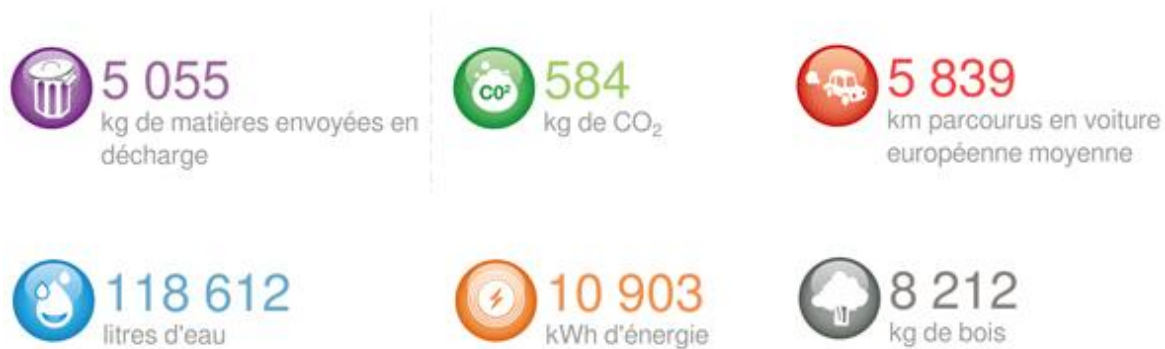 5 055
kg de matières envoyées en
décharge
CO²
584
kg de CO₂
5 839
km parcourus en voiture
européenne moyenne
118 612
litres d'eau
10 903
kWh d'énergie
8 212
kg de bois